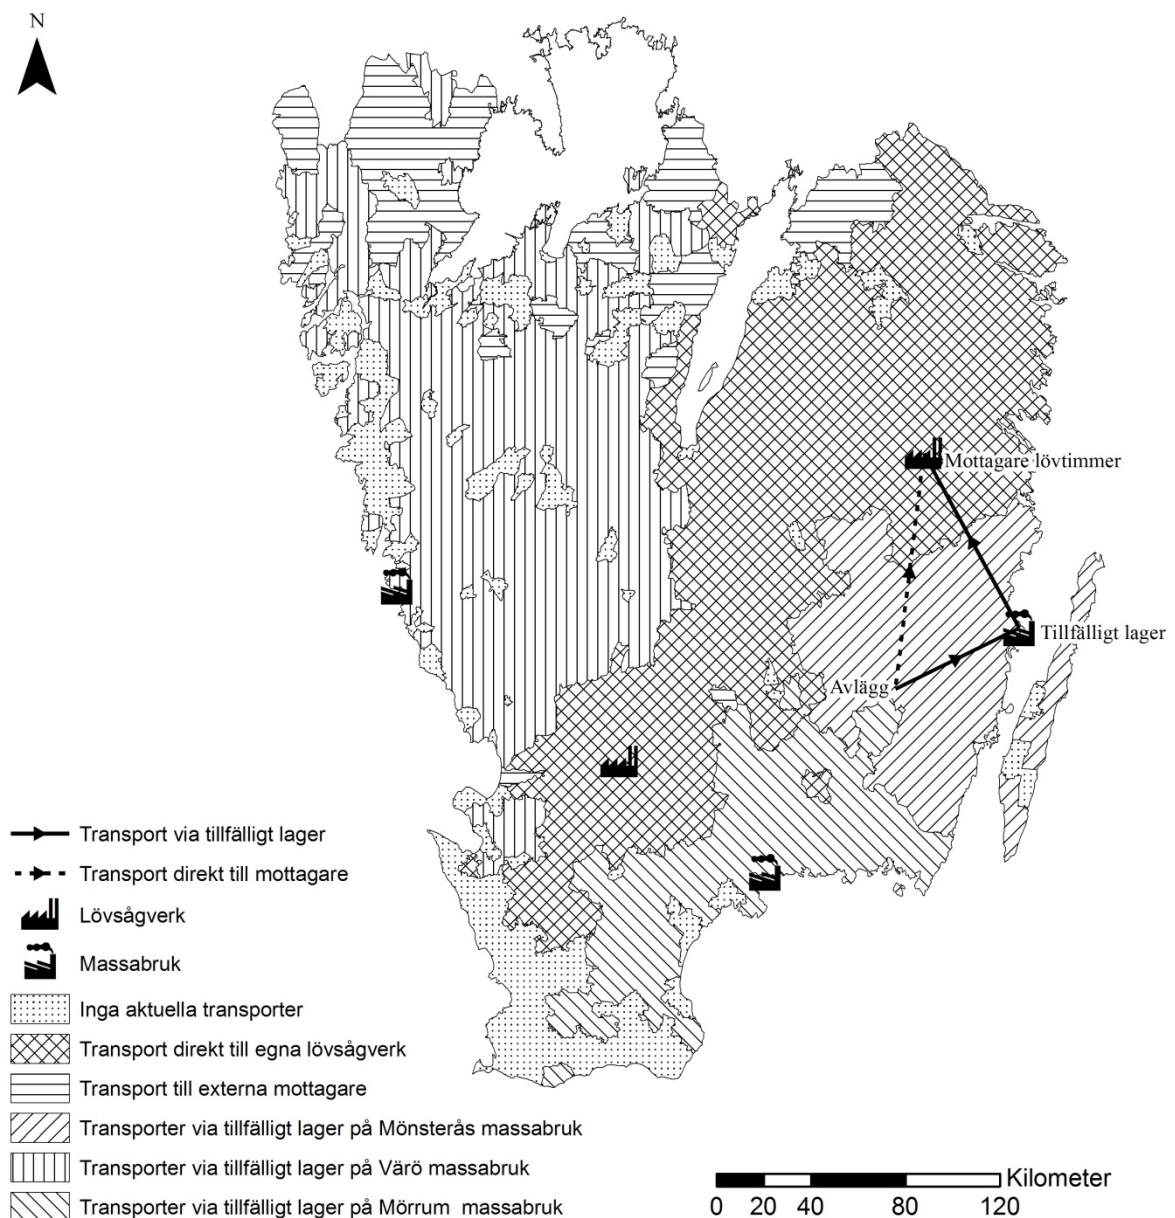 N
Mottagare lövtimmer
Tillfälligt lager
Avlägg
Transport via tillfälligt lager
Transport direkt till mottagare
Lövsågverk
Massabruk
Inga aktuella transporter
Transport direkt till egna lövsågverk
Transport till externa mottagare
Transporter via tillfälligt lager på Mönsterås massabruk
Transporter via tillfälligt lager på Värö massabruk
Transporter via tillfälligt lager på Mörrum massabruk
Kilometer
0 20 40 80 120